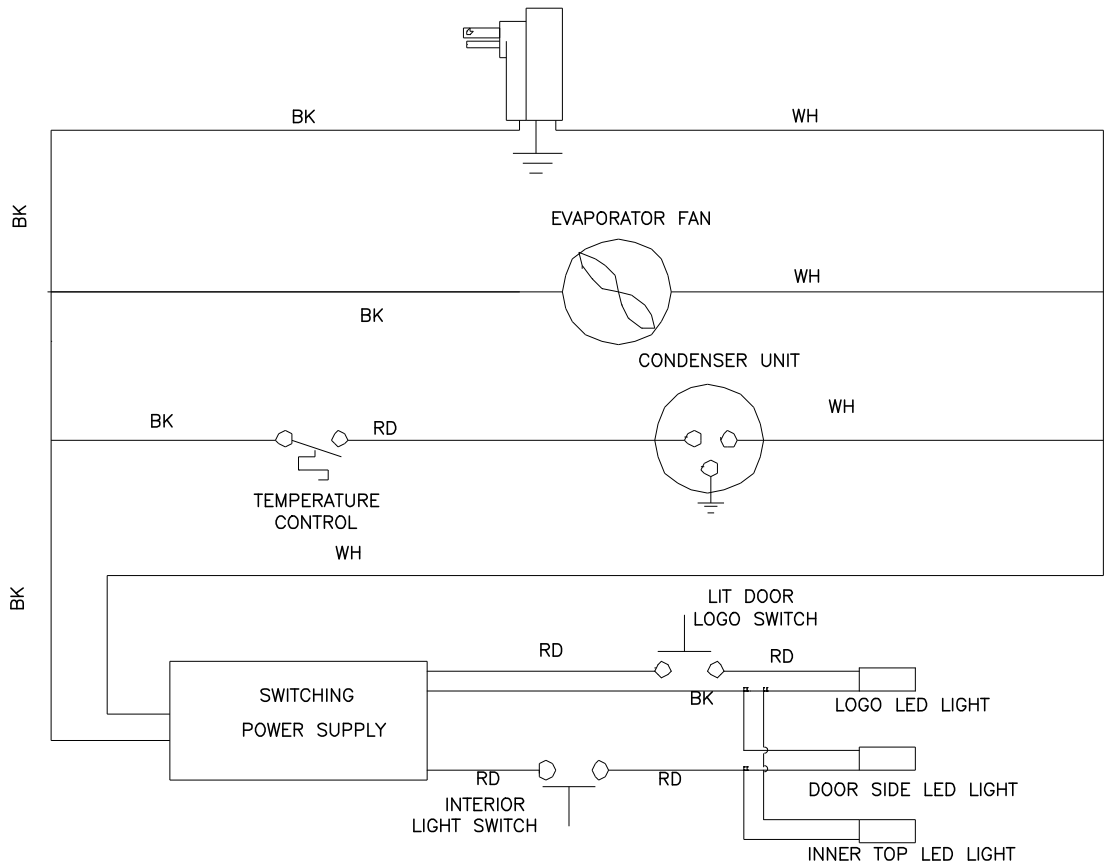 BK
WH
BK
EVAPORATOR FAN
WH
BK
CONDENSER UNIT
WH
BK
RD
TEMPERATURE
CONTROL
WH
BK
LIT DOOR
LOGO SWITCH
RD
RD
SWITCHING
POWER SUPPLY
BK
LOGO LED LIGHT
RD
RD
DOOR SIDE LED LIGHT
INTERIOR
LIGHT SWITCH
INNER TOP LED LIGHT